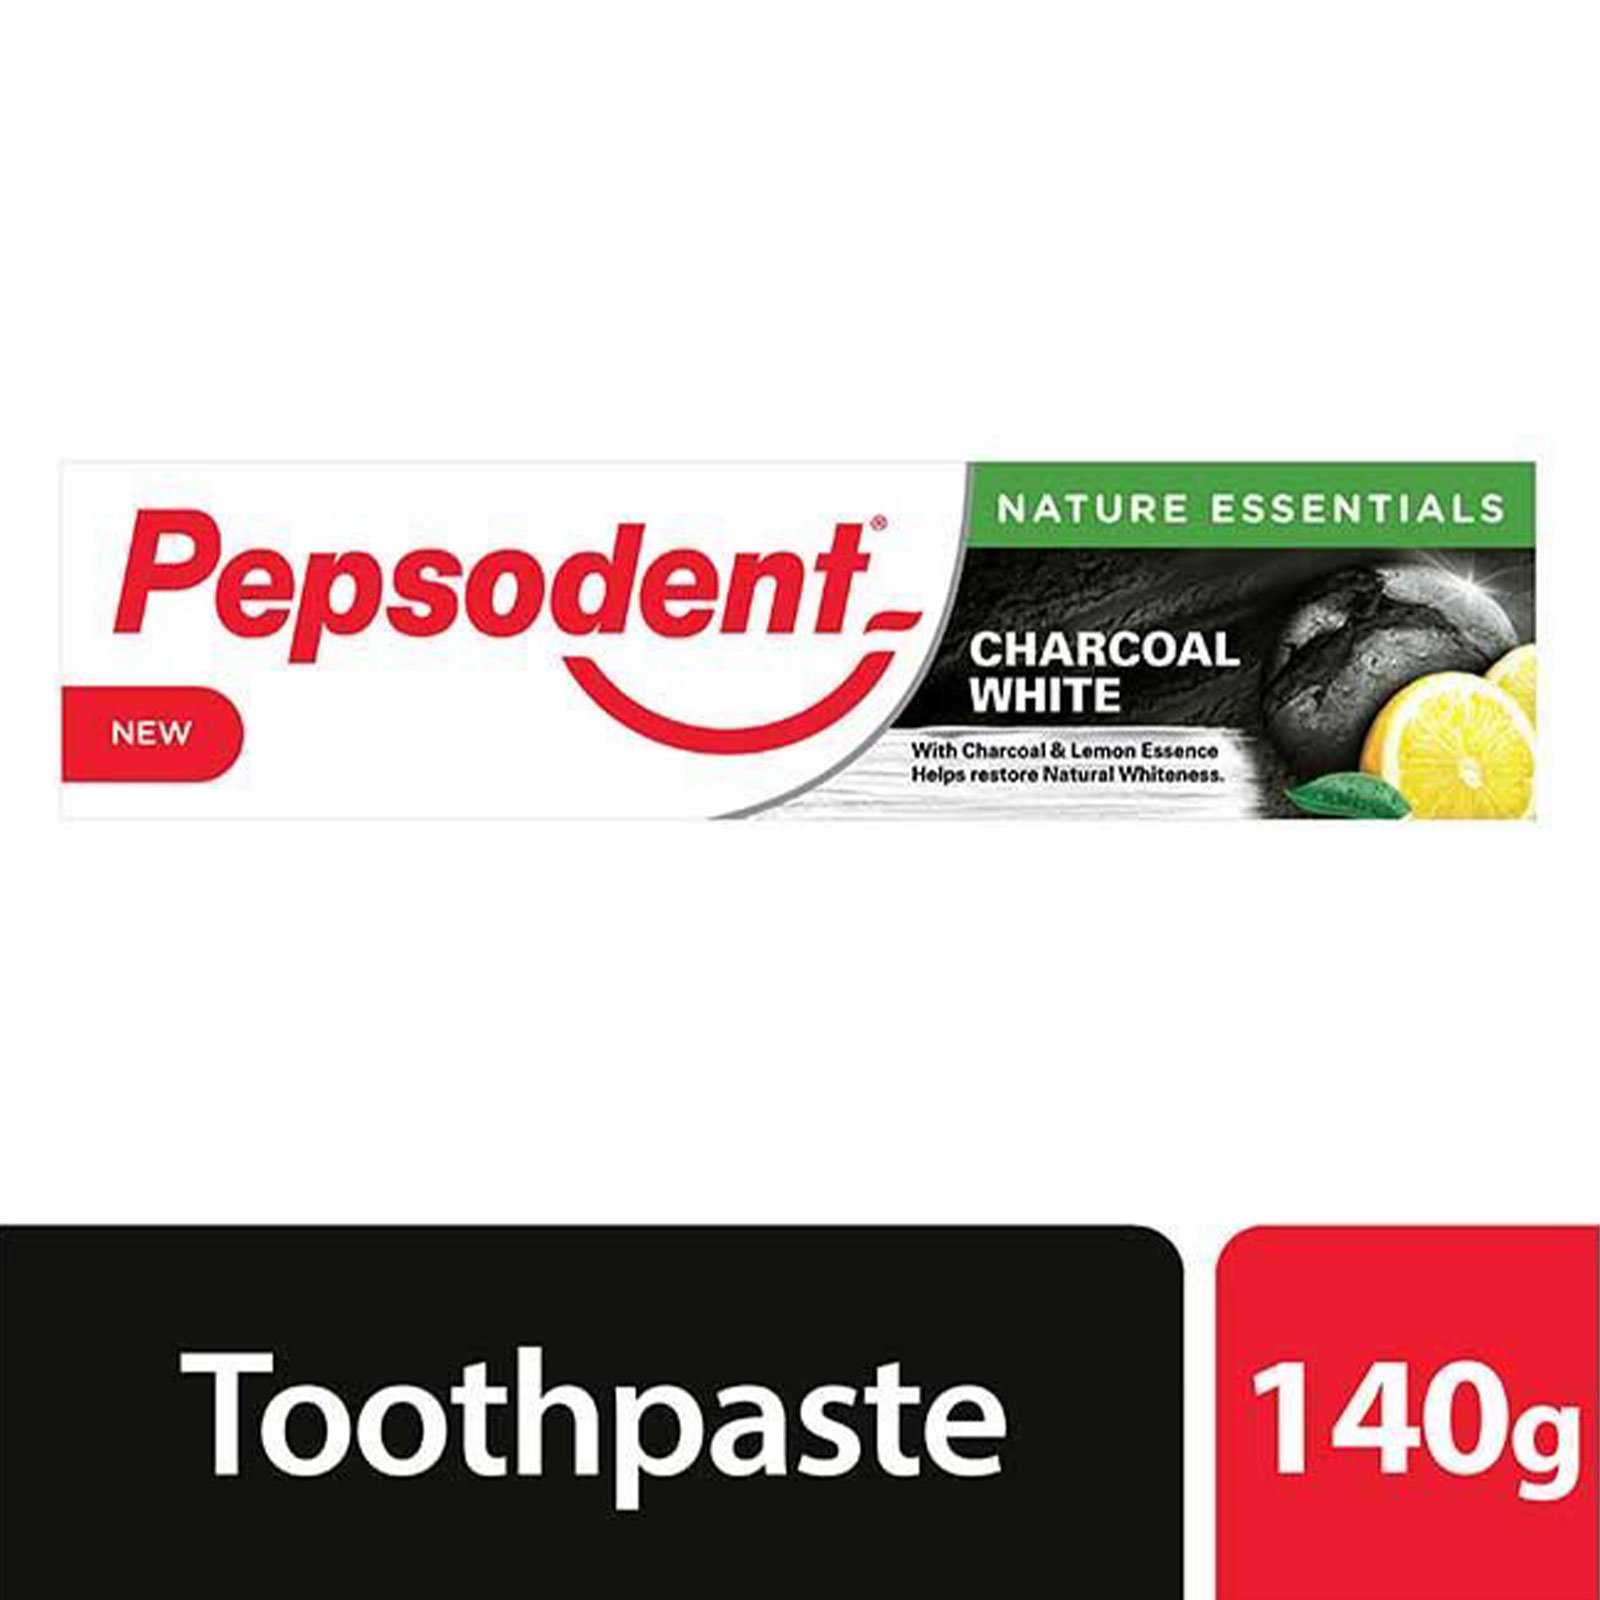 Pepsodent®
NEW
NATURE ESSENTIALS
CHARCOAL
WHITE
With Charcoal & Lemon Essence
Helps restore Natural Whiteness.
Toothpaste
140g